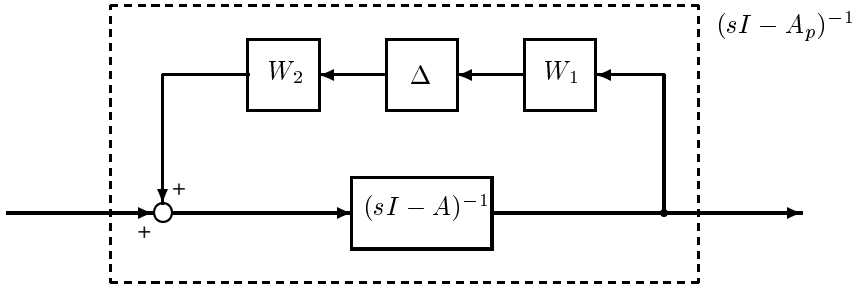 (sI − A_p)^{−1}
W_2
Δ
W_1
+
(sI − A)^{−1}
+